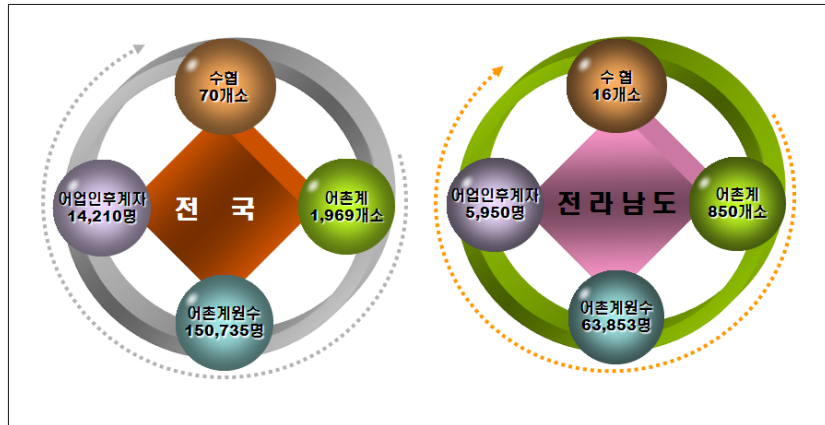 수협
70개소
어업인후계자
14,210명
전 국
어촌계
1,969개소
어촌계원수
150,735명
수 협
16개소
어업인후계자
5,950명
전 라 남 도
어촌계
850개소
어촌계원수
63,853명